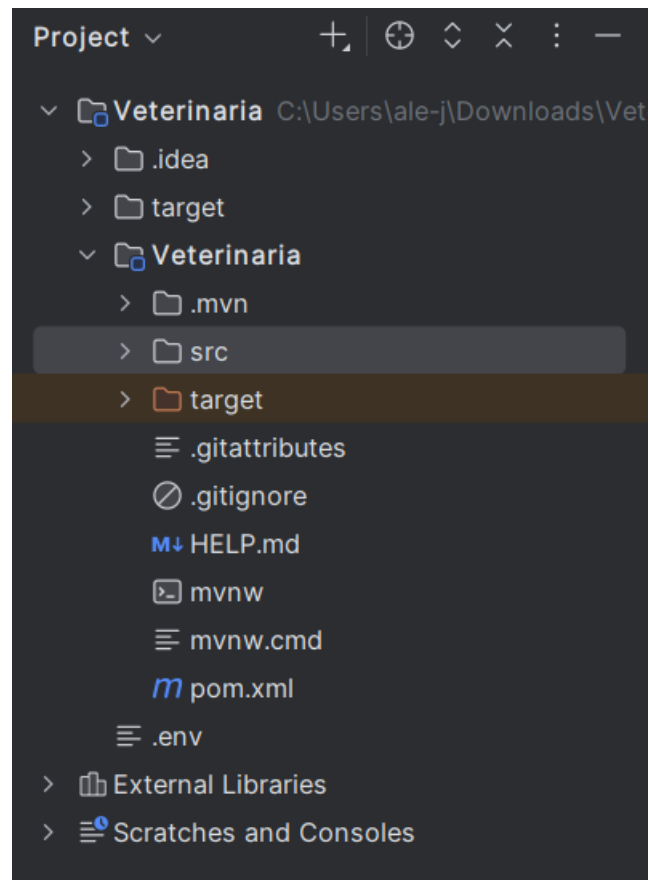 Project
Veterinaria C:\Users\ale-j\Downloads\Vet
.idea
target
Veterinaria
.mvn
src
target
.gitattributes
.gitignore
M↓ HELP.md
mvnw
mvnw.cmd
m pom.xml
.env
External Libraries
Scratches and Consoles